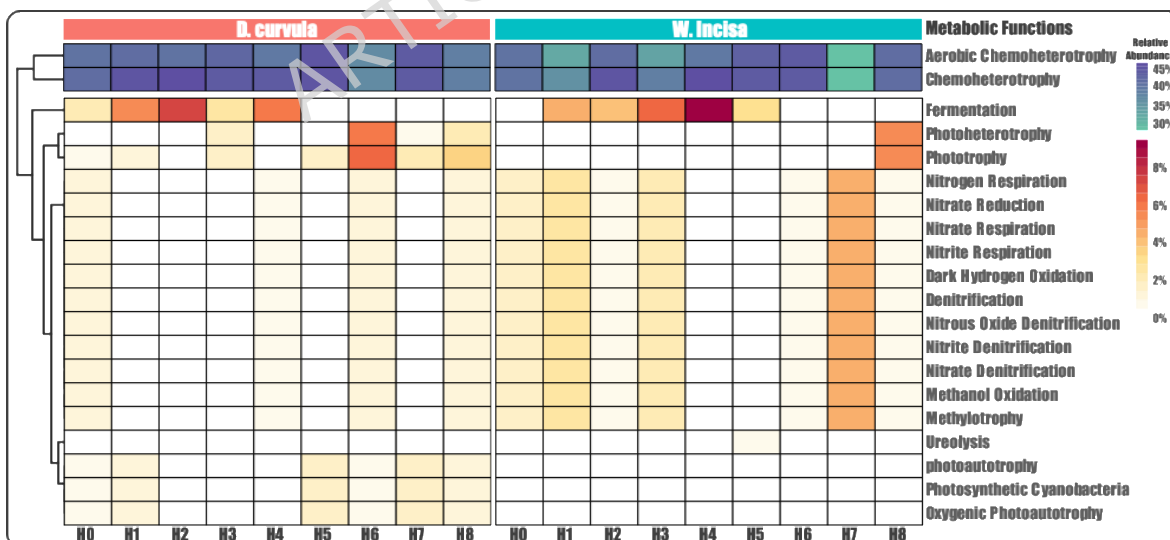 ARTIC
D. curvula W. Incisa Metabolic Functions
Relative
Abundance
Aerobic Chemoheterotrophy
Chemoheterotrophy
45%
40%
35%
30%
Fermentation
Photoheterotrophy
Phototrophy
Nitrogen Respiration
Nitrate Reduction
Nitrate Respiration
Nitrite Respiration
Dark Hydrogen Oxidation
Denitrification
Nitrous Oxide Denitrification
Nitrite Denitrification
Nitrate Denitrification
Methanol Oxidation
Methylotrophy
Ureolysis
photoautotrophy
Photosynthetic Cyanobacteria
Oxygenic Photoautotrophy
8%
6%
4%
2%
0%
H0 H1 H2 H3 H4 H5 H6 H7 H8 H0 H1 H2 H3 H4 H5 H6 H7 H8